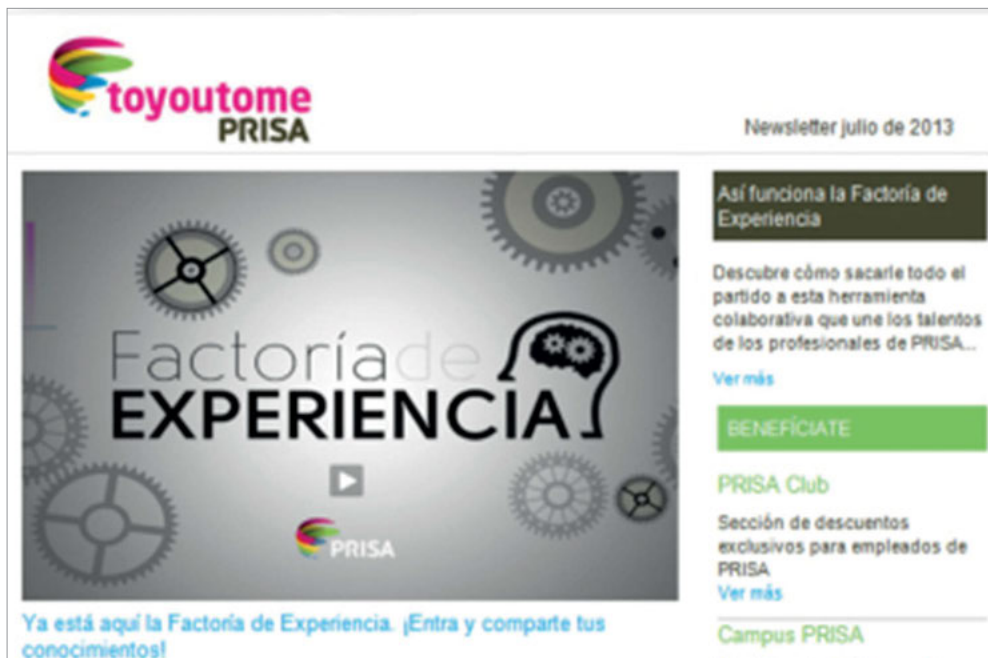 toyoutome
PRISA
Newsletter julio de 2013
Factoría de
EXPERIENCIA
PRISA
Ya está aquí la Factoría de Experiencia. ¡Entra y comparte tus
conocimientos!
Así funciona la Factoría de
Experiencia
Descubre cómo sacarle todo el
partido a esta herramienta
colaborativa que une los talentos
de los profesionales de PRISA...
Ver más
BENEFÍCIATE
PRISA Club
Sección de descuentos
exclusivos para empleados de
PRISA
Ver más
Campus PRISA